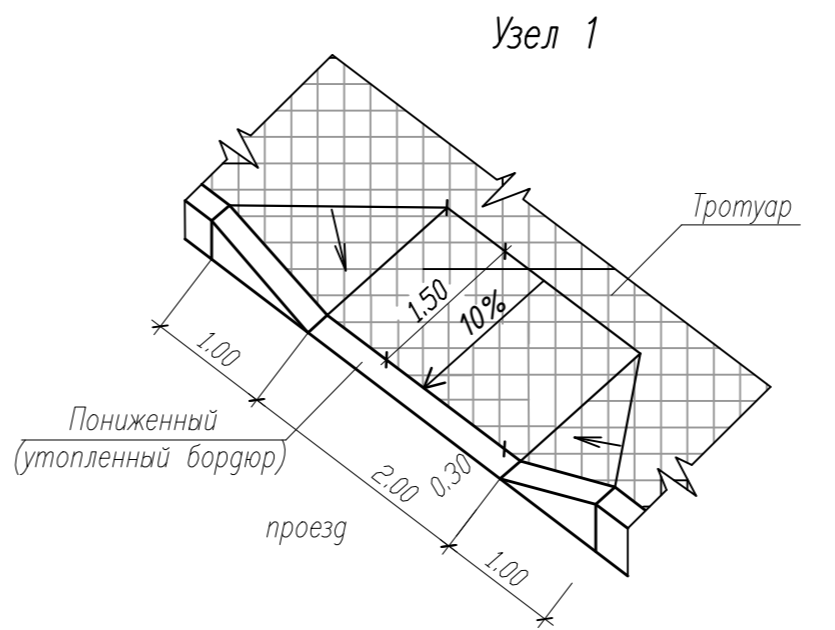 Узел 1
Тротуар
1,50
10%
1.00
Пониженный
(утопленный бордюр)
2.00
0.30
проезд
1.00